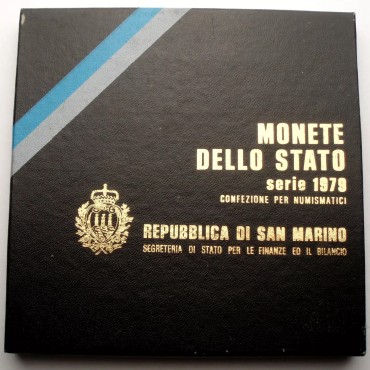 MONETE
DELLO STATO
serie 1979
CONFEZIONE PER NUMISMATICI
REPUBBLICA DI SAN MARINO
SEGRETERIA DI STATO PER LE FINANZE ED IL BILANCIO